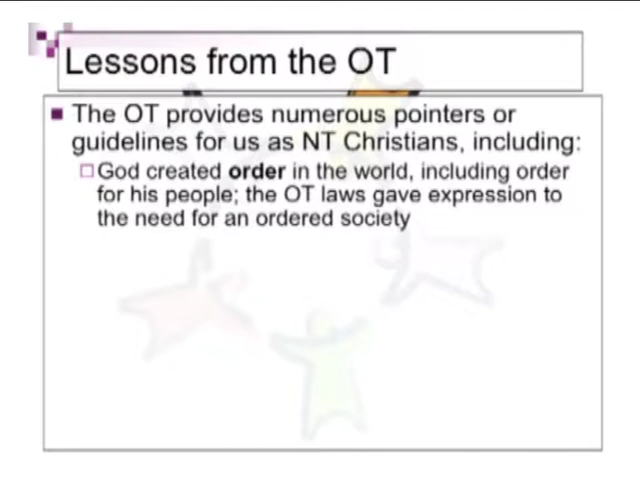 Lessons from the OT
The OT provides numerous pointers or
guidelines for us as NT Christians, including:
God created order in the world, including order
for his people; the OT laws gave expression to
the need for an ordered society